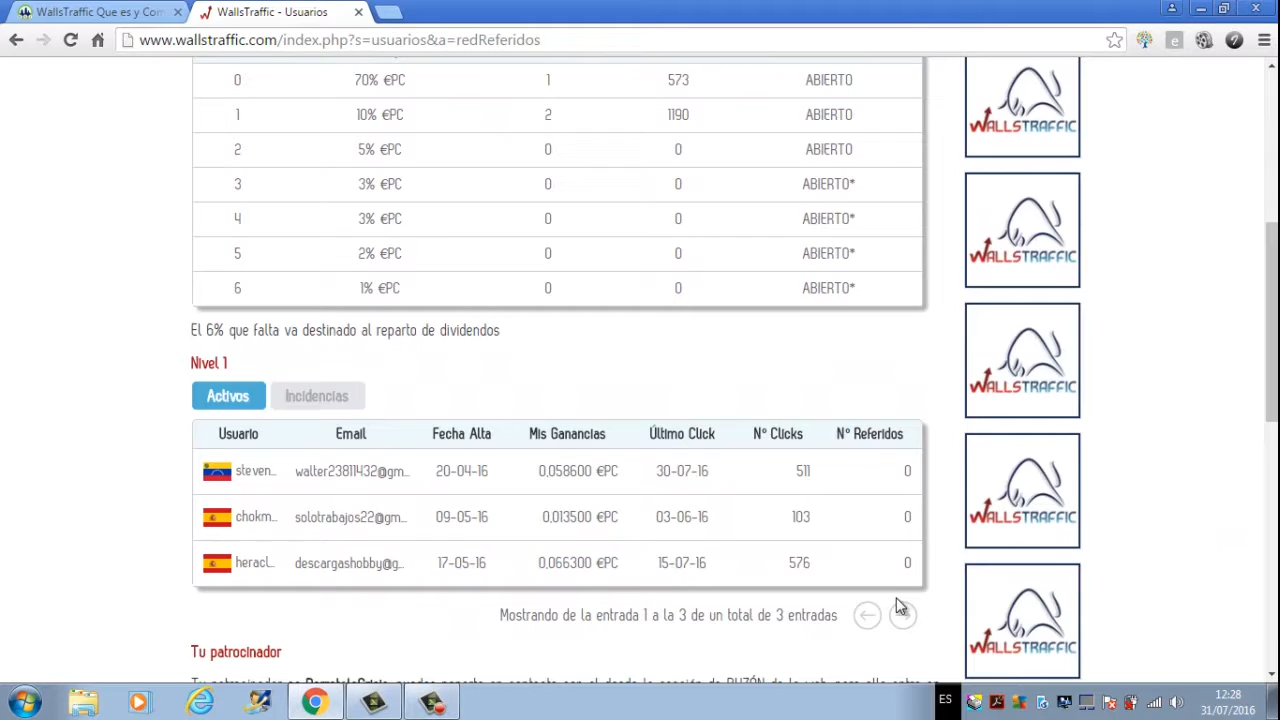 WallsTraffic Que es y Com
WallsTraffic - Usuarios
www.wallstraffic.com/index.php?s=usuarios&a=redReferidos
0 70% €PC 1 573 ABIERTO
1 10% €PC 2 1190 ABIERTO
2 5% €PC 0 0 ABIERTO
3 3% €PC 0 0 ABIERTO*
4 3% €PC 0 0 ABIERTO*
5 2% €PC 0 0 ABIERTO*
6 1% €PC 0 0 ABIERTO*
El 6% que falta va destinado al reparto de dividendos
Nivel 1
Activos Incidencias
Usuario Email Fecha Alta Mis Ganancias Último Click Nº Clicks Nº Referidos
steven... walter23811432@gm... 20-04-16 0,058600 €PC 30-07-16 511 0
chokm... solotrabajos22@gm... 09-05-16 0,013500 €PC 03-06-16 103 0
heracl... descargashobby@g... 17-05-16 0,066300 €PC 15-07-16 576 0
Mostrando de la entrada 1 a la 3 de un total de 3 entradas
Tu patrocinador
WALLSTRAFFIC
WALLSTRAFFIC
WALLSTRAFFIC
WALLSTRAFFIC
WALLSTRAFFIC
ES
12:28
31/07/2016